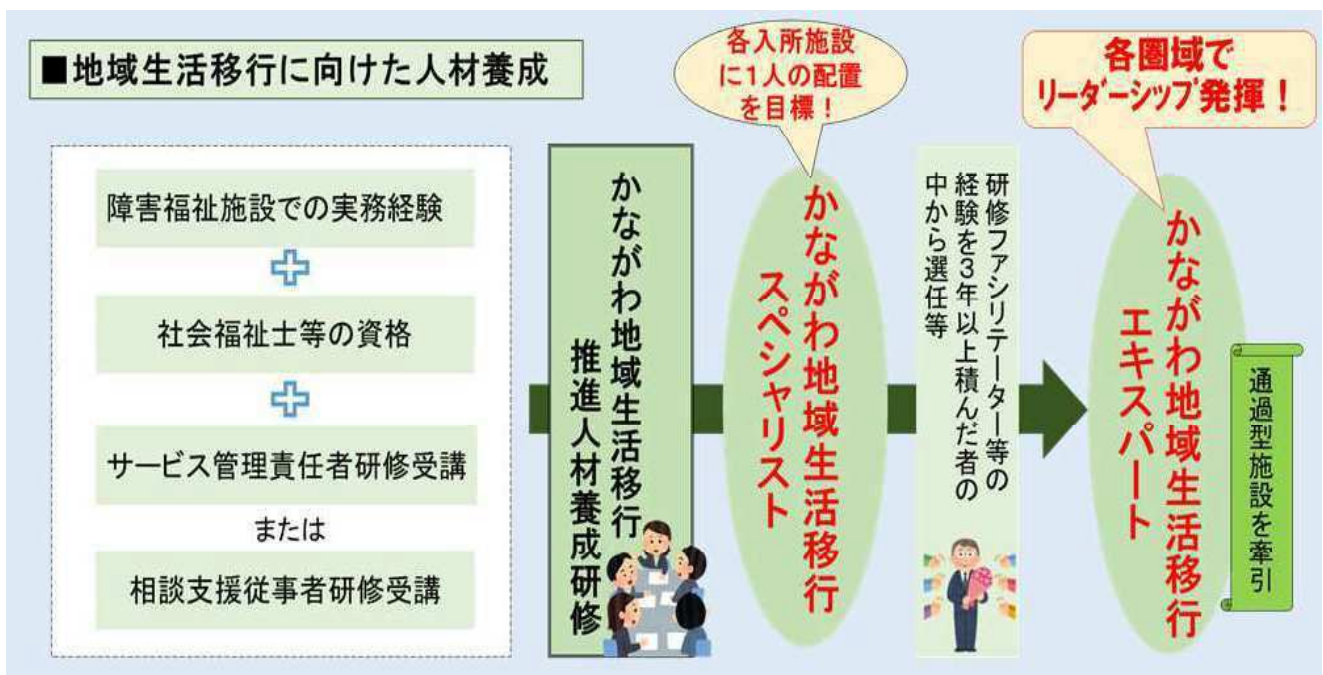 ■地域生活移行に向けた人材養成
各入所施設
に1人の配置
を目標！
各圏域で
リーダーシップ発揮！
障害福祉施設での実務経験
社会福祉士等の資格
サービス管理責任者研修受講
または
相談支援従事者研修受講
かながわ地域生活移行
推進人材養成研修
かながわ地域生活移行
スペシャリスト
研修ファシリテーター等の
経験を３年以上積んだ者の
中から選任等
かながわ地域生活移行
エキスパート
通過型施設を牽引